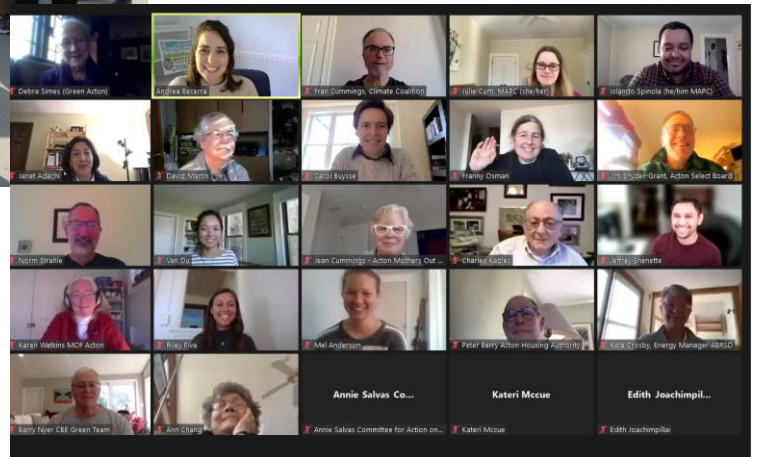 Debra Simes (Green Acton)
Andrea Becerra
Fran Cummings, Climate Coalition
Julie Curti, MAPC (she/her)
Iolando Spinola (he/him MAPC)
Janet Adachi
David Martin
Carol Buysse
Franny Osman
Jim Snyder-Grant, Acton Select Board
Norm Strahle
Van Du
Jean Cummings - Acton Mothers Out ...
Charles Kadlec
Jeffrey Shenette
Karen Watkins MOF Acton
Riley Piva
Mel Anderson
Peter Berry Acton Housing Authority
Kate Crosby, Energy Manager ABRSD
Barry Nyer CBE Green Team
Ann Chang
Annie Salvas Co...
Annie Salvas Committee for Action on...
Kateri Mccue
Kateri Mccue
Edith Joachimpil...
Edith Joachimpillai